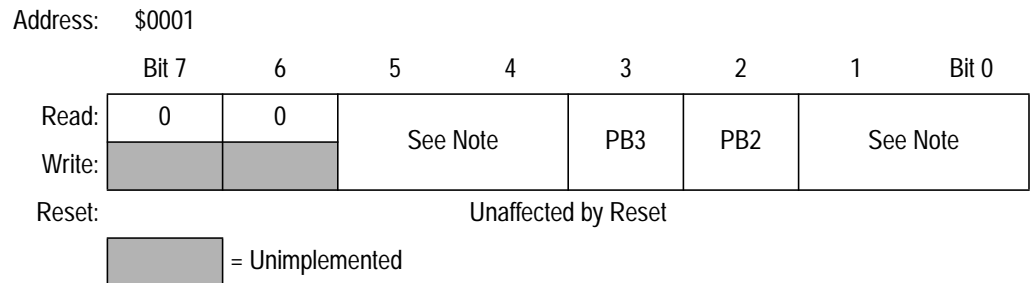 Address: $0001
Bit 7 6 5 4 3 2 1 Bit 0
Read: 0 0 See Note PB3 PB2 See Note
Write:
Reset: Unaffected by Reset
= Unimplemented